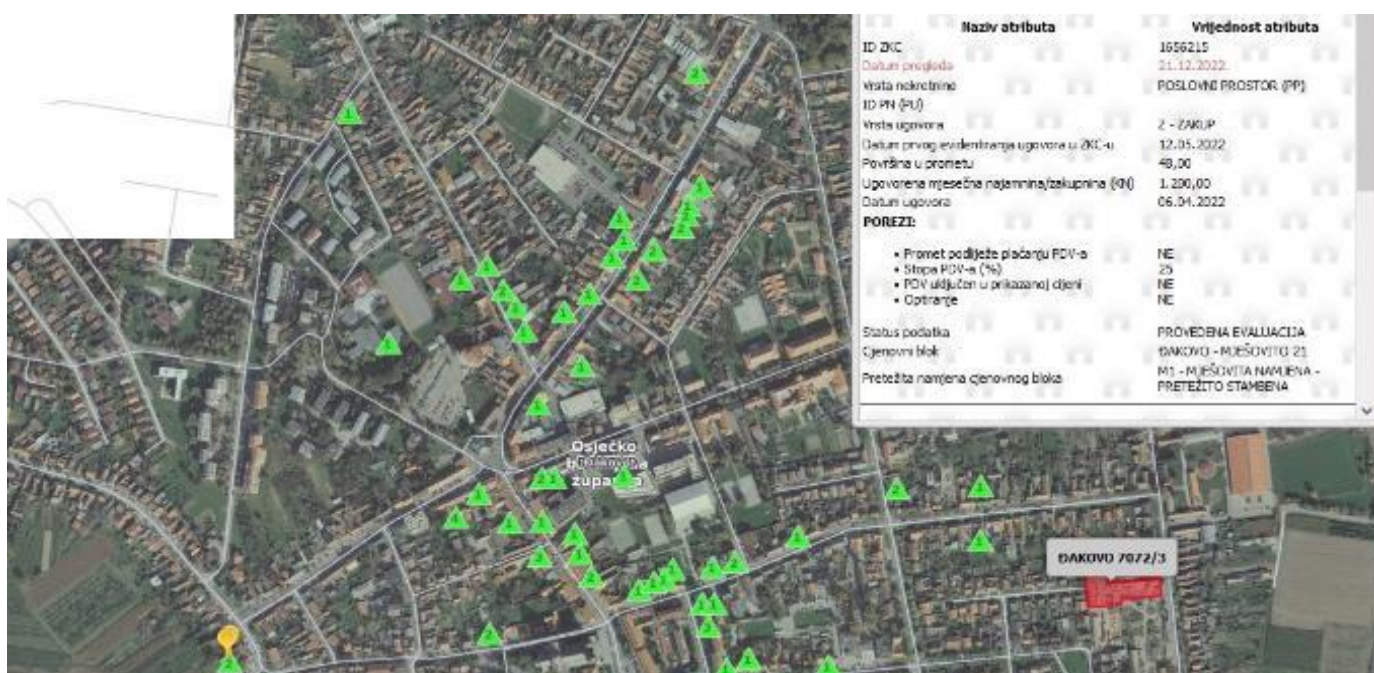 Naziv atributa Vrijednost atributa
ID ZKC 1656215
Datum pregleda 21.12.2022.
Vrsta nekretnine POSLOVNI PROSTOR (PP)
ID PN (PU)
Vrsta ugovora 2 - ZAKUP
Datum prvog evidentiranja ugovora u ZKC-u 12.05.2022
Površina u prometu 48,00
Ugovorena mjesečna najamnina/zakupnina (KN) 1.200,00
Datum ugovora 06.04.2022
POREZI:
• Promet podliježe plaćanju PDV-a NE
• Stopa PDV-a (%) 25
• PDV uključen u prikazanoj cijeni NE
• Optiranje NE
Status podatka PROVEDENA EVALUACIJA
Cjenovni blok ĐAKOVO - MJEŠOVITO 21
Pretežita namjena cjenovnog bloka M1 - MJEŠOVITA NAMJENA - PRETEŽITO STAMBENA
Osječko
županija
ĐAKOVO 7072/3